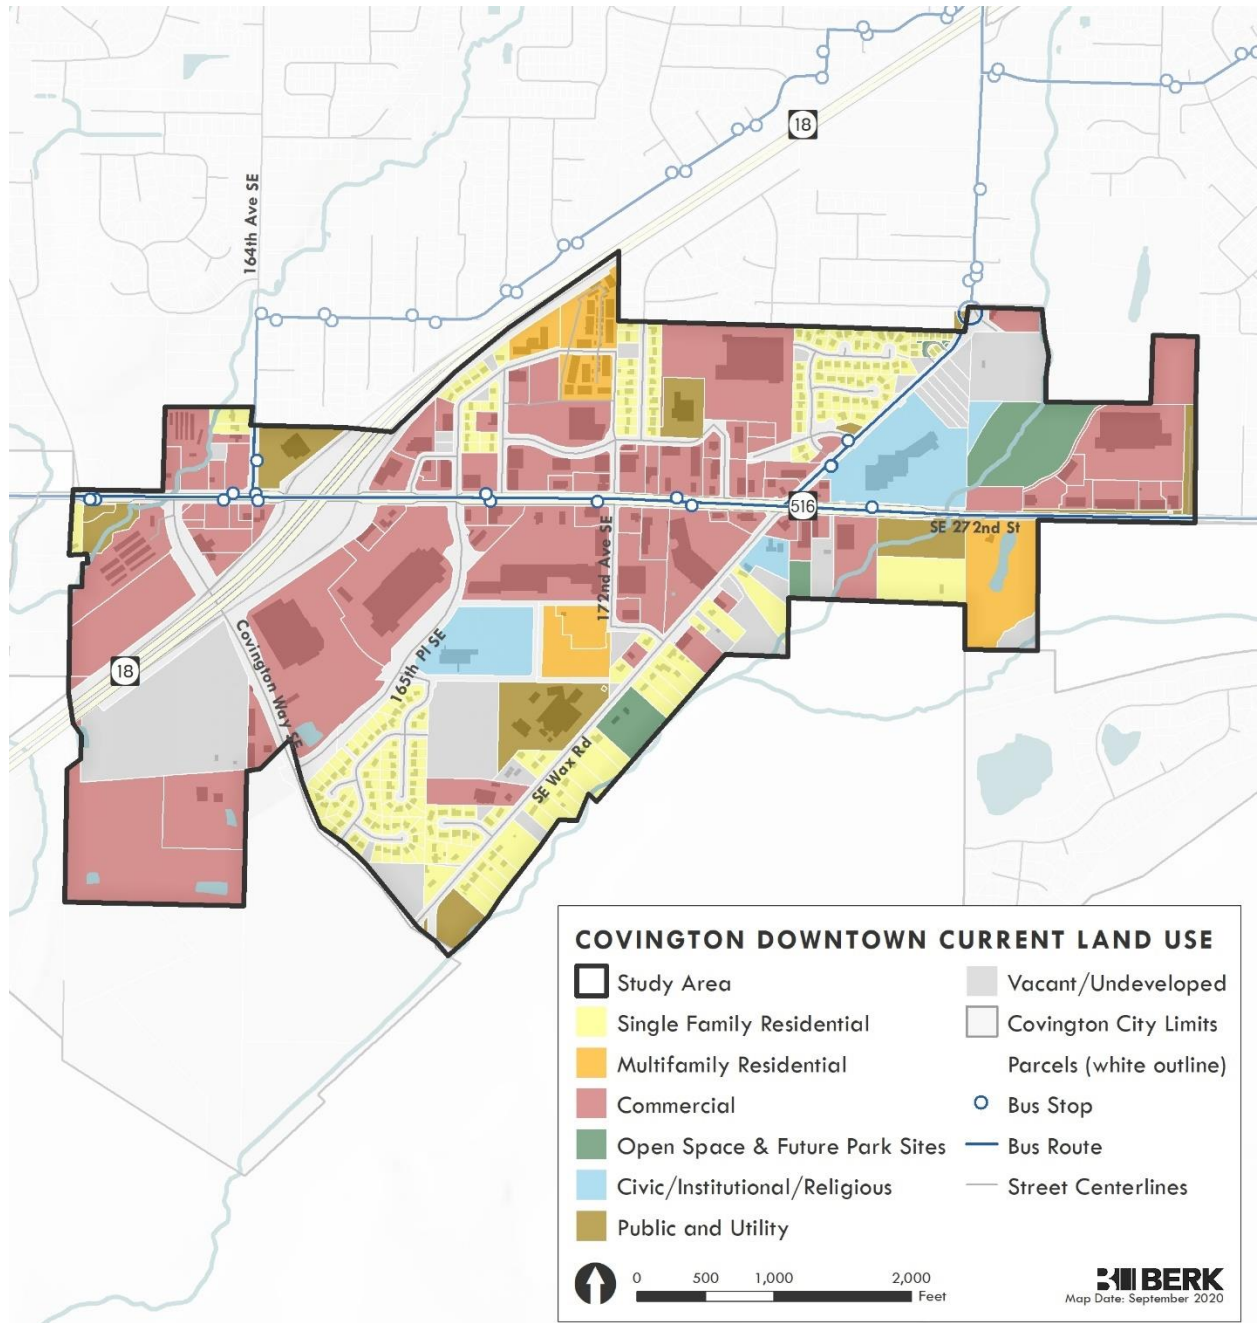 18
164th Ave SE
516
SE 272nd St
172nd Ave SE
165th Pl SE
Covington Way SE
18
SE Wax Rd
COVINGTON DOWNTOWN CURRENT LAND USE
Study Area
Single Family Residential
Multifamily Residential
Commercial
Open Space & Future Park Sites
Civic/Institutional/Religious
Public and Utility
Vacant/Undeveloped
Covington City Limits
Parcels (white outline)
Bus Stop
Bus Route
Street Centerlines
0 500 1,000 2,000
Feet
BERK
Map Date: September 2020